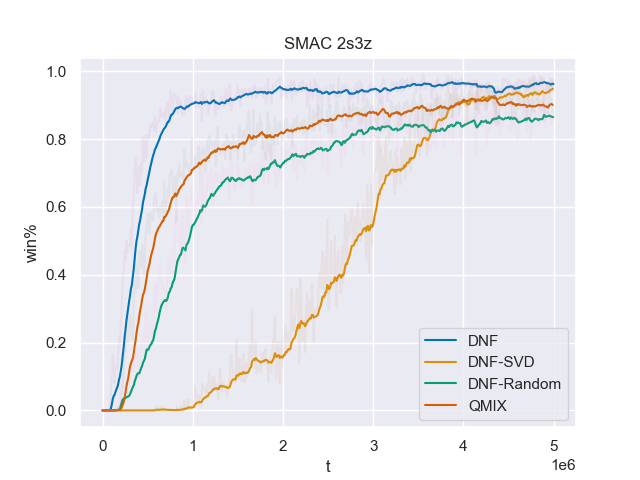 SMAC 2s3z
win%
1.0
0.8
0.6
0.4
0.2
0.0
DNF
DNF-SVD
DNF-Random
QMIX
0 1 2 3 4 5
t
1e6